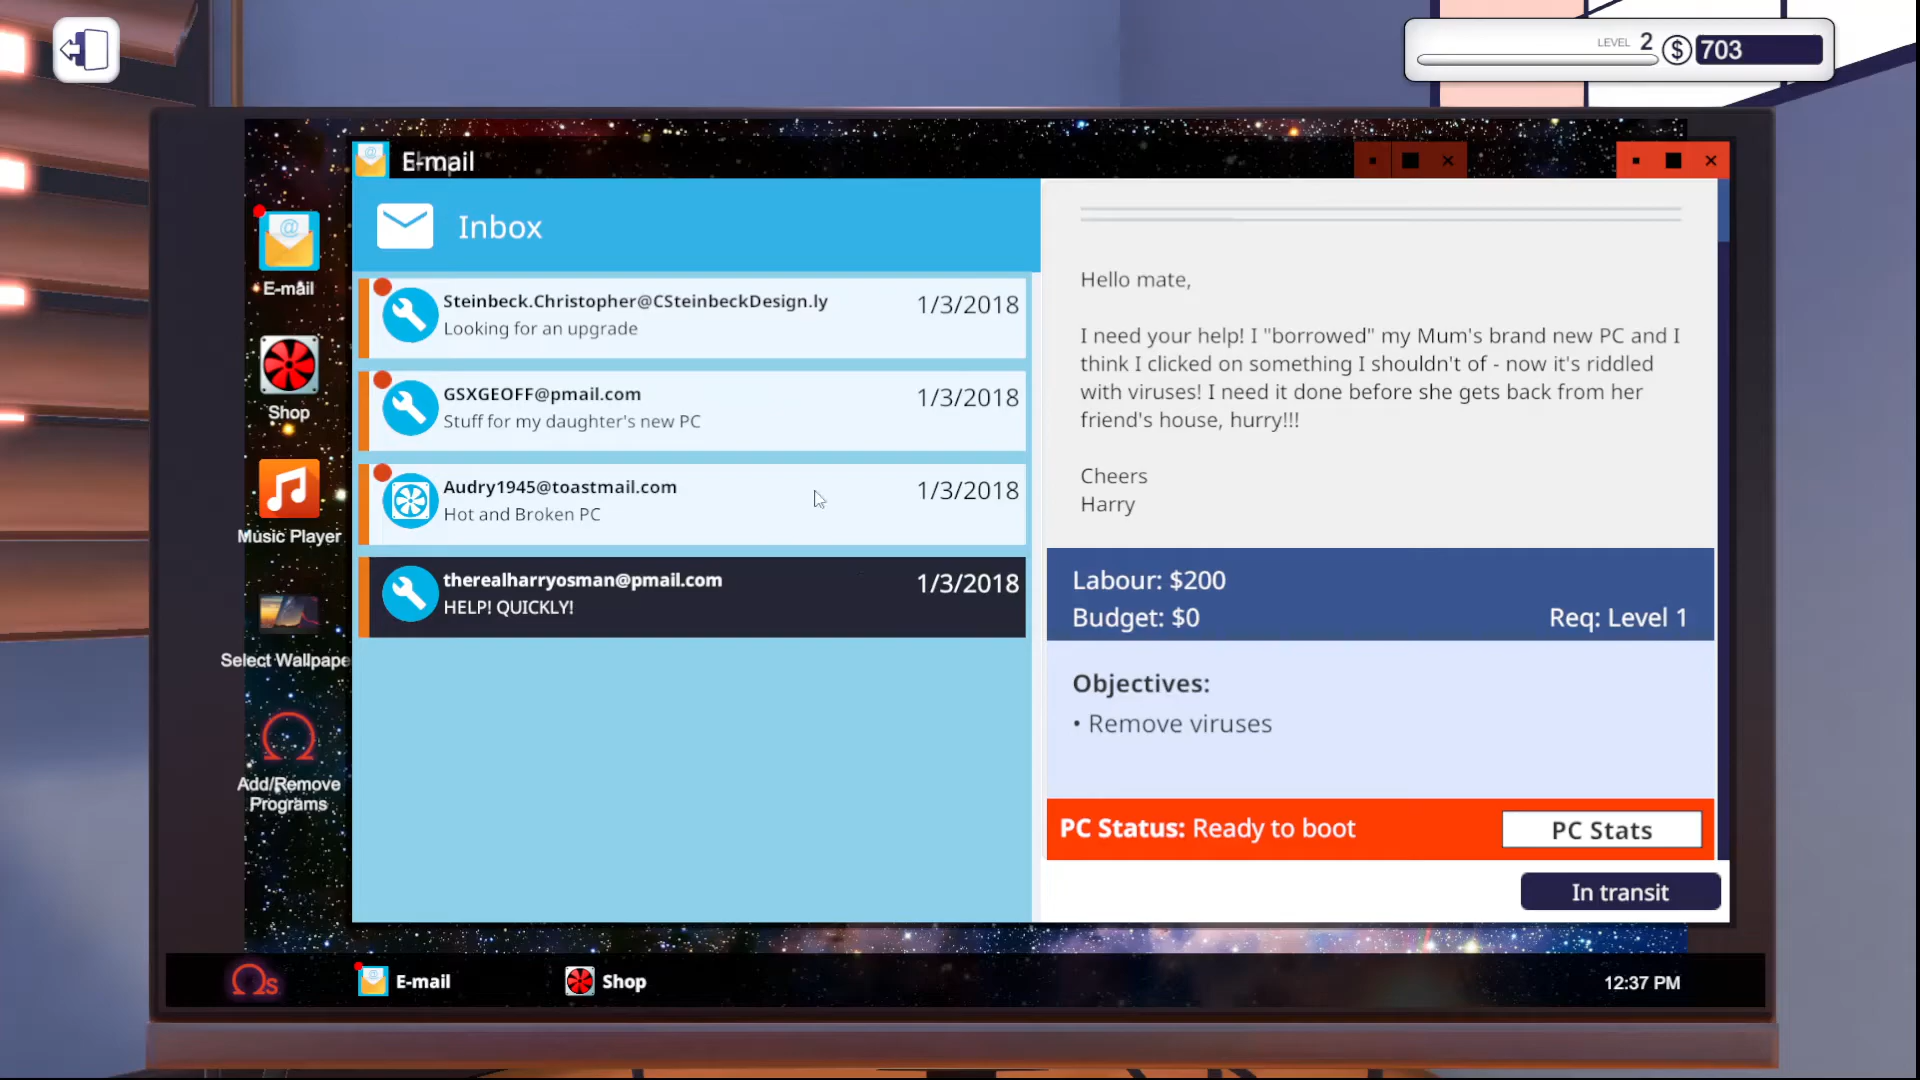 LEVEL 2 $ 703
E-mail
Inbox
Steinbeck.Christopher@CSteinbeckDesign.ly 1/3/2018
Looking for an upgrade
GSXGEOFF@pmail.com 1/3/2018
Stuff for my daughter's new PC
Audry1945@toastmail.com 1/3/2018
Hot and Broken PC
therealharryosman@pmail.com 1/3/2018
HELP! QUICKLY!
E-mail
Shop
Music Player
Select Wallpape
Add/Remove
Programs
Hello mate,
I need your help! I "borrowed" my Mum's brand new PC and I
think I clicked on something I shouldn't of - now it's riddled
with viruses! I need it done before she gets back from her
friend's house, hurry!!!
Cheers
Harry
Labour: $200
Budget: $0 Req: Level 1
Objectives:
• Remove viruses
PC Status: Ready to boot PC Stats
In transit
Ωs E-mail Shop 12:37 PM